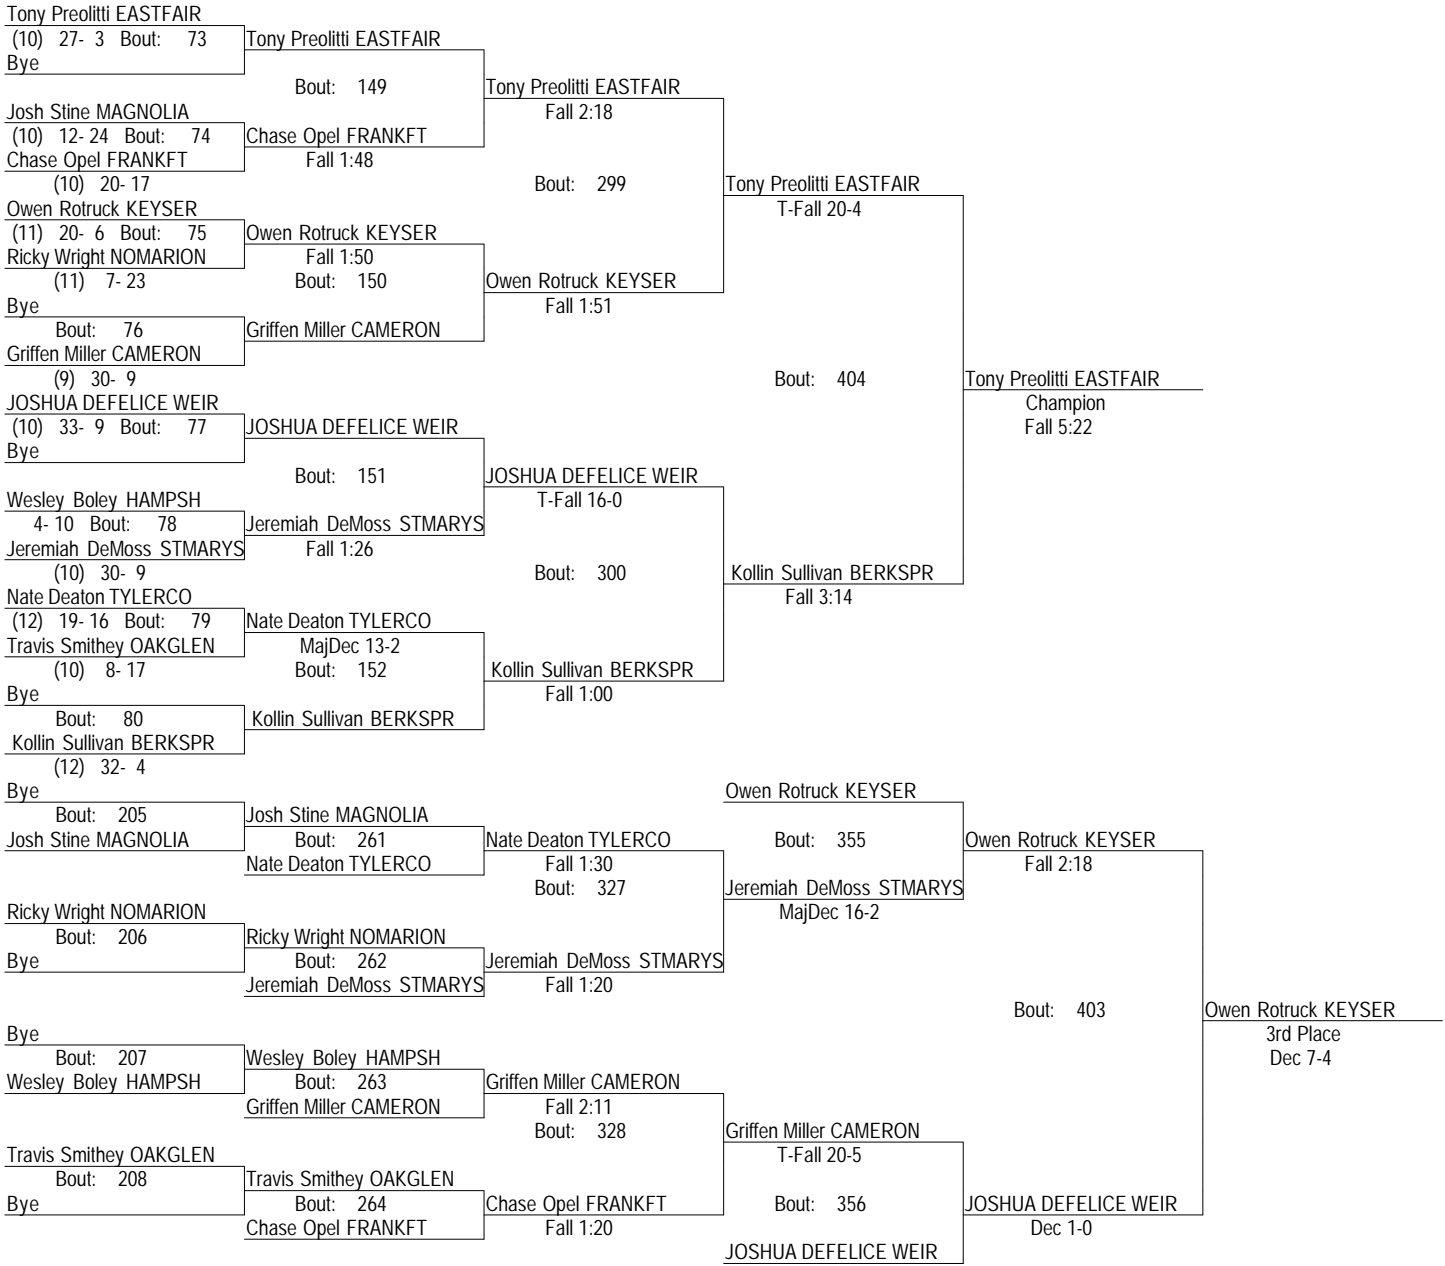 Tony Preolitti EASTFAIR
(10) 27- 3 Bout: 73 Tony Preolitti EASTFAIR
Bye
Bout: 149 Tony Preolitti EASTFAIR
Josh Stine MAGNOLIA Fall 2:18
(10) 12- 24 Bout: 74 Chase Opel FRANKFT
Chase Opel FRANKFT Fall 1:48
(10) 20- 17 Bout: 299 Tony Preolitti EASTFAIR
Owen Rotruck KEYSER T-Fall 20-4
(11) 20- 6 Bout: 75 Owen Rotruck KEYSER
Ricky Wright NOMARION Fall 1:50
(11) 7- 23 Bout: 150 Owen Rotruck KEYSER
Bye Fall 1:51
Bout: 76 Griffen Miller CAMERON
Griffen Miller CAMERON
(9) 30- 9 Bout: 404 Tony Preolitti EASTFAIR
JOSHUA DEFELICE WEIR Champion
(10) 33- 9 Bout: 77 JOSHUA DEFELICE WEIR Fall 5:22
Bye
Bout: 151 JOSHUA DEFELICE WEIR
Wesley Boley HAMPSH T-Fall 16-0
4- 10 Bout: 78 Jeremiah DeMoss STMARYS
Jeremiah DeMoss STMARYS Fall 1:26
(10) 30- 9 Bout: 300 Kollin Sullivan BERKSPR
Nate Deaton TYLERCO Fall 3:14
(12) 19- 16 Bout: 79 Nate Deaton TYLERCO
Travis Smithey OAKGLEN MajDec 13-2
(10) 8- 17 Bout: 152 Kollin Sullivan BERKSPR
Bye Fall 1:00
Bout: 80 Kollin Sullivan BERKSPR
Kollin Sullivan BERKSPR
(12) 32- 4
Bye Owen Rotruck KEYSER
Bout: 205 Josh Stine MAGNOLIA
Josh Stine MAGNOLIA Bout: 261 Nate Deaton TYLERCO Bout: 355 Owen Rotruck KEYSER
Nate Deaton TYLERCO Fall 1:30 Fall 2:18
Bout: 327 Jeremiah DeMoss STMARYS
Ricky Wright NOMARION MajDec 16-2
Bout: 206 Ricky Wright NOMARION
Bye Bout: 262 Jeremiah DeMoss STMARYS
Jeremiah DeMoss STMARYS Fall 1:20
Bout: 403 Owen Rotruck KEYSER
Bye 3rd Place
Bout: 207 Wesley Boley HAMPSH Dec 7-4
Wesley Boley HAMPSH Bout: 263 Griffen Miller CAMERON
Griffen Miller CAMERON Fall 2:11
Bout: 328 Griffen Miller CAMERON
Travis Smithey OAKGLEN T-Fall 20-5
Bout: 208 Travis Smithey OAKGLEN
Bye Bout: 264 Chase Opel FRANKFT Bout: 356 JOSHUA DEFELICE WEIR
Chase Opel FRANKFT Fall 1:20 Dec 1-0
JOSHUA DEFELICE WEIR